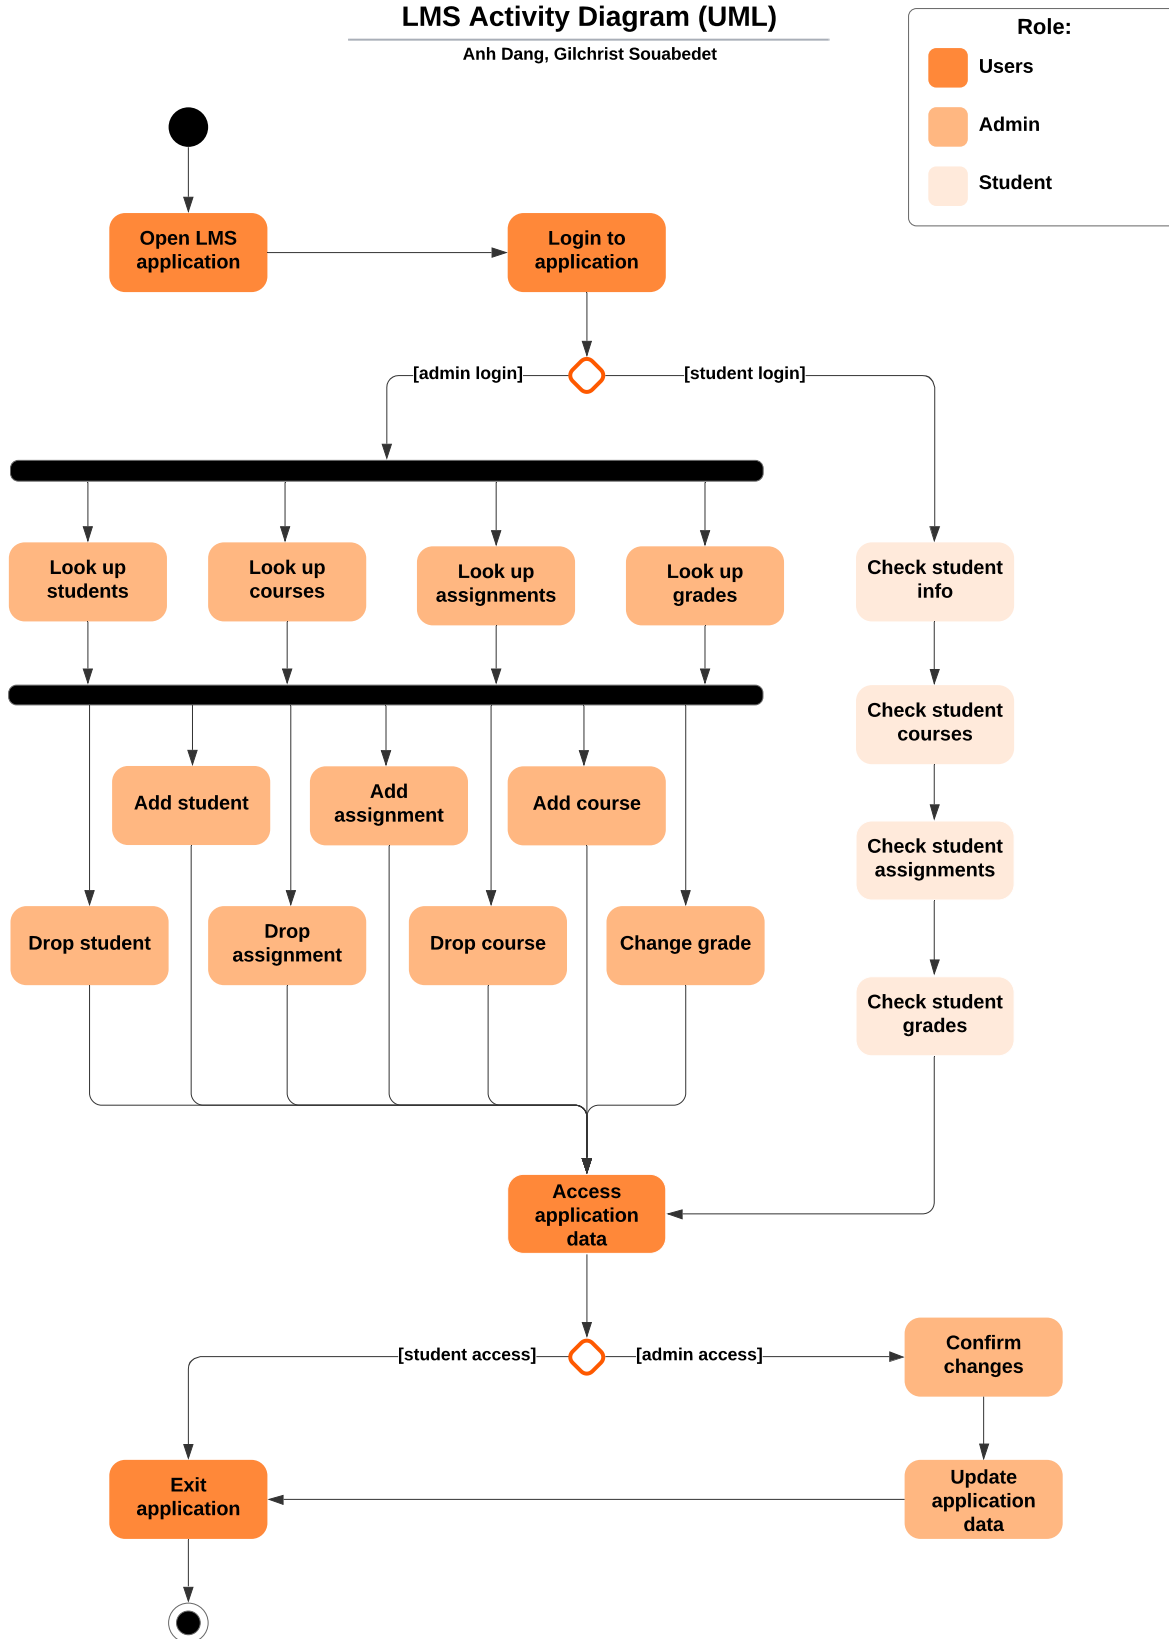 LMS Activity Diagram (UML)
Anh Dang, Gilchrist Souabedet
Role:
Users
Admin
Student
Open LMS
application
Login to
application
[admin login]
[student login]
Look up
students
Look up
courses
Look up
assignments
Look up
grades
Check student
info
Check student
courses
Add student
Add
assignment
Add course
Check student
assignments
Drop student
Drop
assignment
Drop course
Change grade
Check student
grades
Access
application
data
[student access]
[admin access]
Confirm
changes
Exit
application
Update
application
data